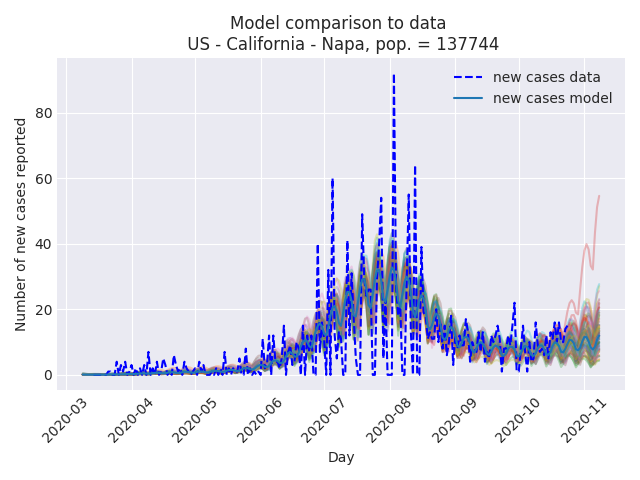 Model comparison to data
US - California - Napa, pop. = 137744
new cases data
new cases model
Number of new cases reported
80
60
40
20
0
2020-03
2020-04
2020-05
2020-06
2020-07
2020-08
2020-09
2020-10
2020-11
Day